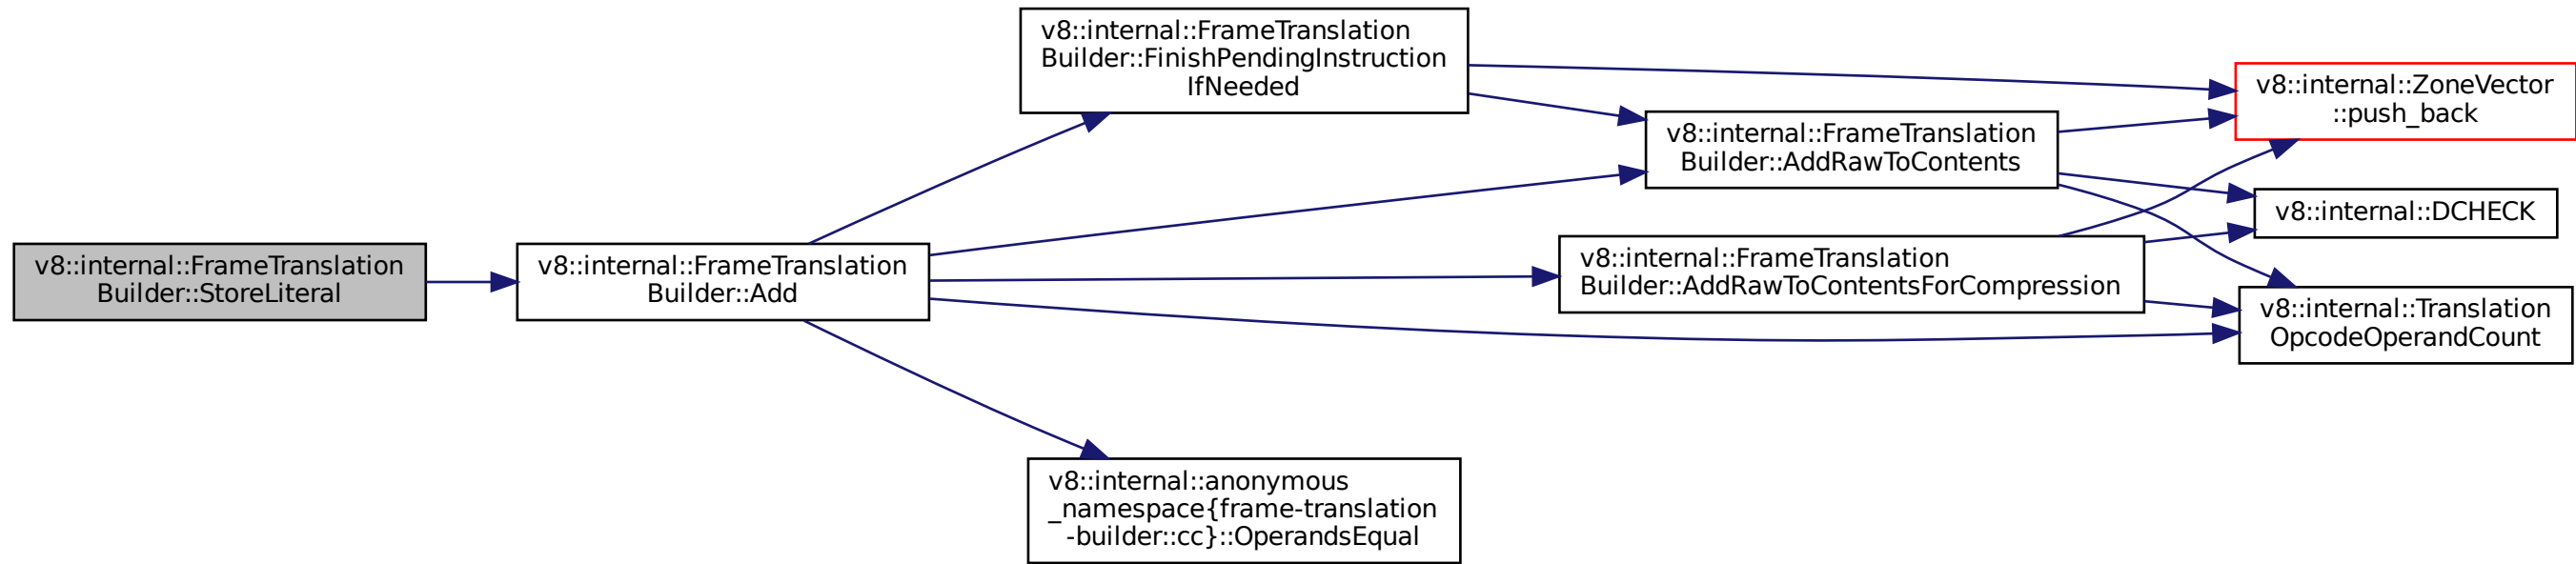 v8::internal::FrameTranslation
Builder::StoreLiteral
v8::internal::FrameTranslation
Builder::Add
v8::internal::FrameTranslation
Builder::FinishPendingInstruction
IfNeeded
v8::internal::FrameTranslation
Builder::AddRawToContents
v8::internal::FrameTranslation
Builder::AddRawToContentsForCompression
v8::internal::anonymous
_namespace{frame-translation
-builder::cc}::OperandsEqual
v8::internal::ZoneVector
::push_back
v8::internal::DCHECK
v8::internal::Translation
OpcodeOperandCount